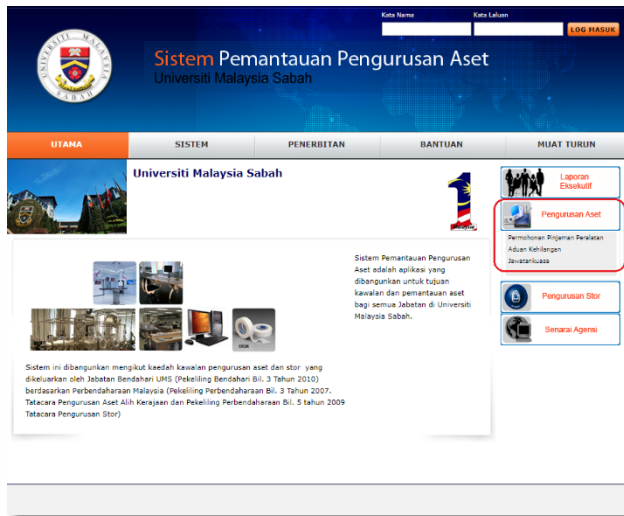 Kata Nama
Kata Laluan
LOG MASUK
UNIVERSITI MALAYSIA
SABAH
Sistem Pemantauan Pengurusan Aset
Universiti Malaysia Sabah
UTAMA
SISTEM
PENERBITAN
BANTUAN
MUAT TURUN
Universiti Malaysia Sabah
1
Laporan
Eksekutif
Pengurusan Aset
Permohonan Pinjaman Peralatan
Aduan Kehilangan
Jawatankuasa
Pengurusan Stor
Senarai Agensi
Sistem Pemantauan Pengurusan
Aset adalah aplikasi yang
dibangunkan untuk tujuan
kawalan dan pemantauan aset
bagi semua Jabatan di Universiti
Malaysia Sabah.
Sistem ini dibangunkan mengikut kaedah kawalan pengurusan aset dan stor yang
dikeluarkan oleh Jabatan Bendahari UMS (Pekeliling Bendahari Bil. 3 Tahun 2010)
berdasarkan Perbendaharaan Malaysia (Pekeliling Perbendaharaan Bil. 3 Tahun 2007.
Tatacara Pengurusan Aset Alih Kerajaan dan Pekeliling Perbendaharaan Bil. 5 tahun 2009
Tatacara Pengurusan Stor)